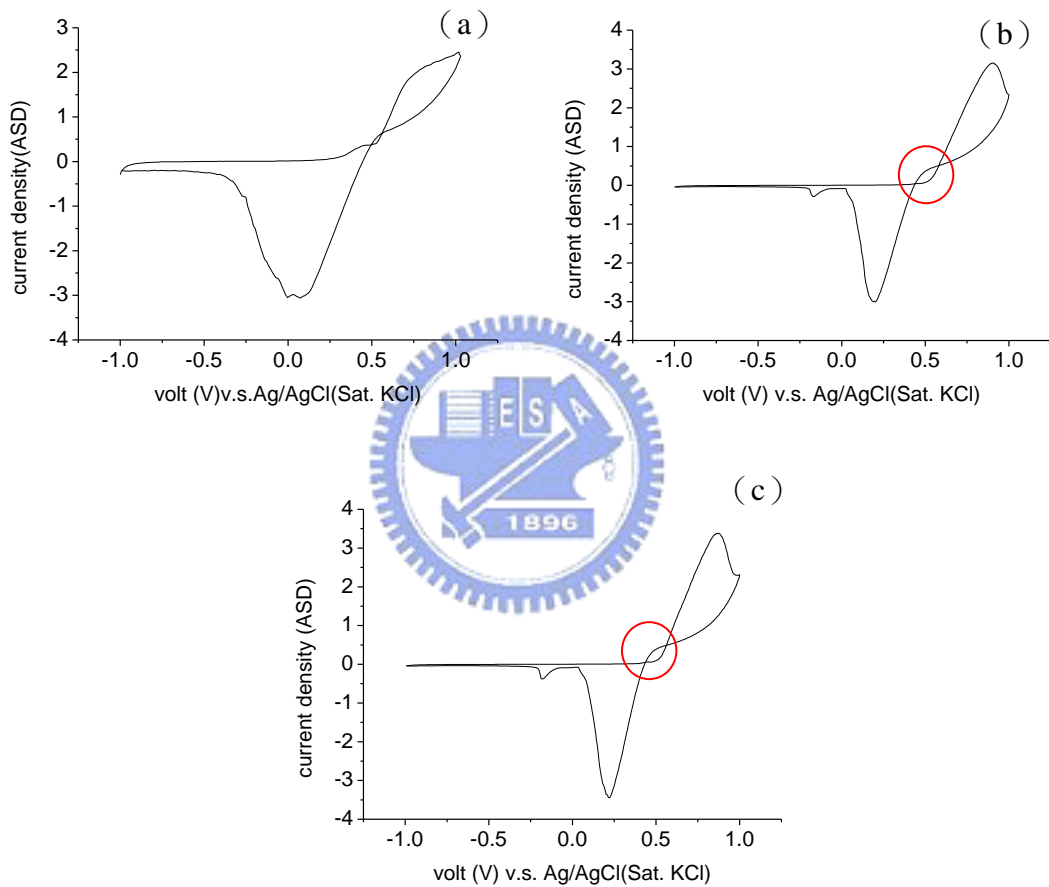 (a)
3
2
1
0
-1
-2
-3
-4
-1.0 -0.5 0.0 0.5 1.0
current density(ASD)
volt (V)v.s.Ag/AgCl(Sat. KCl)
(b)
4
3
2
1
0
-1
-2
-3
-4
-1.0 -0.5 0.0 0.5 1.0
current density (ASD)
volt (V) v.s. Ag/AgCl(Sat. KCl)
E S A
1896
(c)
4
3
2
1
0
-1
-2
-3
-4
-1.0 -0.5 0.0 0.5 1.0
current density (ASD)
volt (V) v.s. Ag/AgCl(Sat. KCl)